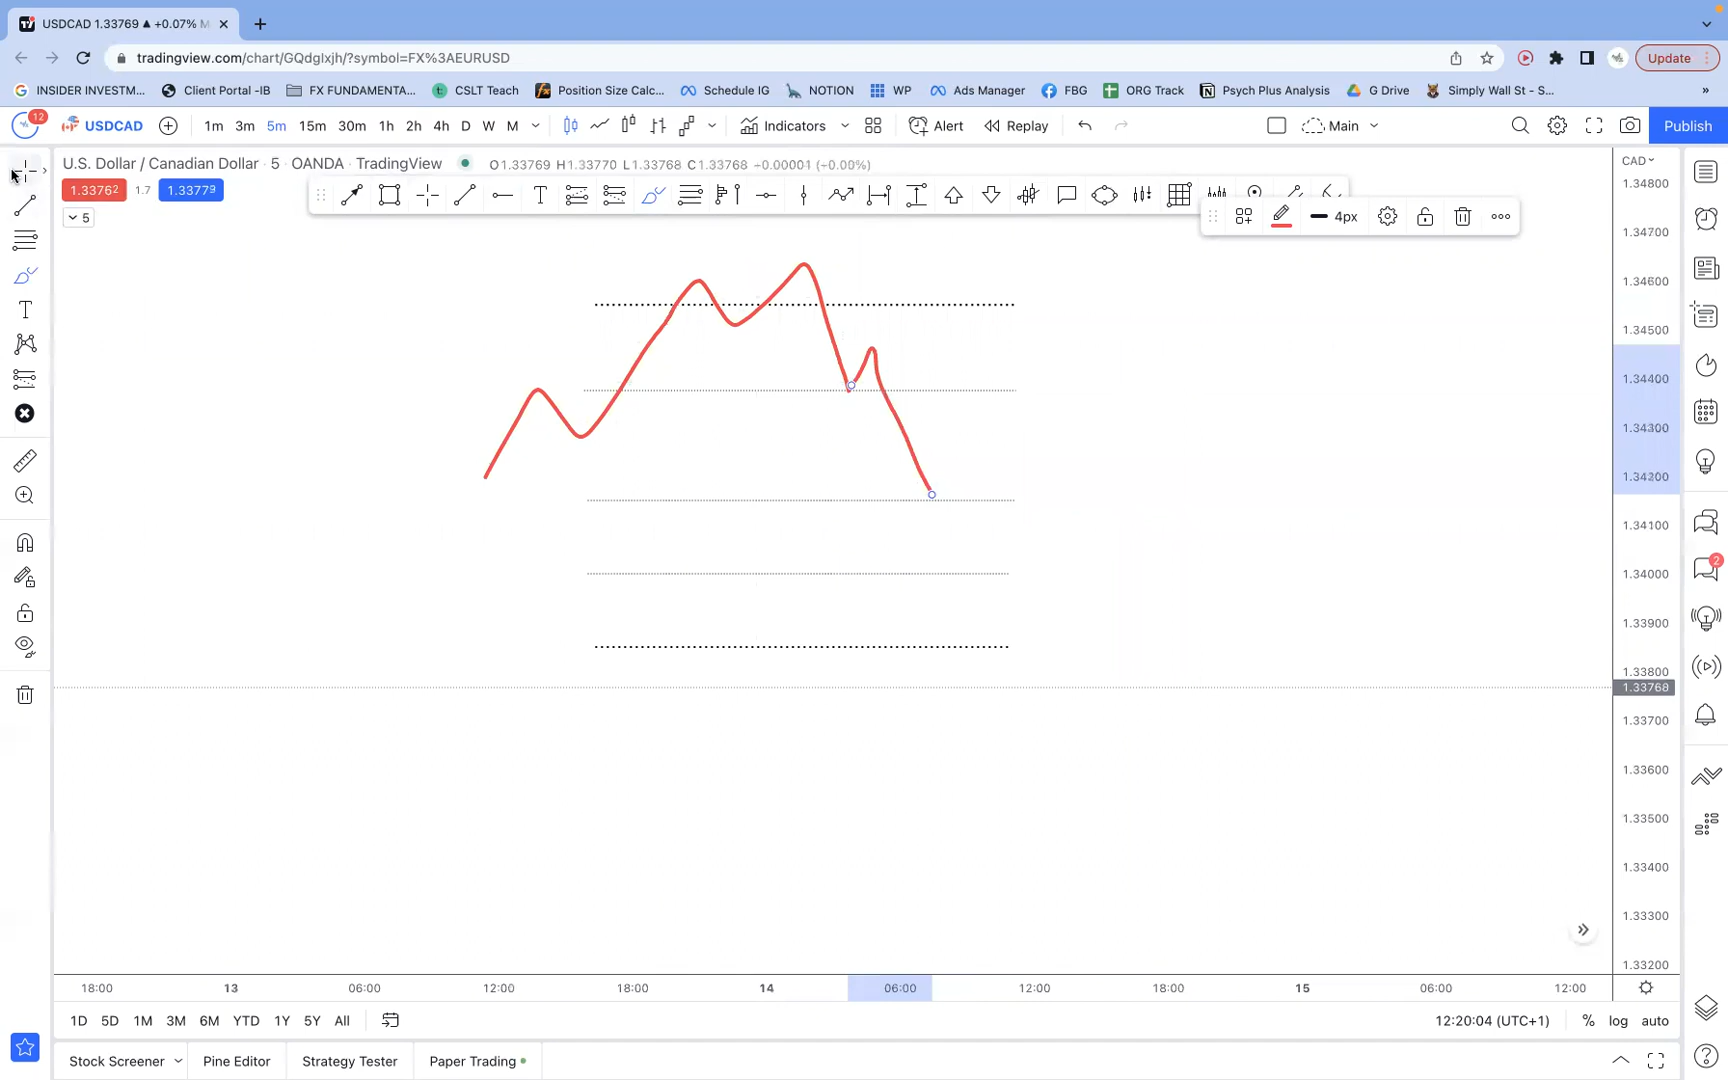 USDCAD 1.33769 ▲ +0.07% M
tradingview.com/chart/GQdglxjh/?symbol=FX%3AEURUSD
Update
INSIDER INVESTM... Client Portal -IB FX FUNDAMENTA... CSLT Teach Position Size Calc... Schedule IG NOTION WP Ads Manager FBG ORG Track Psych Plus Analysis G Drive Simply Wall St - S... »
12 USDCAD 1m 3m 5m 15m 30m 1h 2h 4h D W M Indicators Alert Replay Main Publish
U.S. Dollar / Canadian Dollar · 5 · OANDA · TradingView O1.33769 H1.33770 L1.33768 C1.33768 −0.00001 (−0.00%)
CAD
1.33762 1.7 1.33779
5
4px
1.34800
1.34700
1.34600
1.34500
1.34400
1.34300
1.34200
1.34100
1.34000
1.33900
1.33800
1.33768
1.33700
1.33600
1.33500
1.33400
1.33300
1.33200
2
18:00 13 06:00 12:00 18:00 14 06:00 12:00 18:00 15 06:00 12:00
1D 5D 1M 3M 6M YTD 1Y 5Y All 12:20:04 (UTC+1) % log auto
Stock Screener Pine Editor Strategy Tester Paper Trading